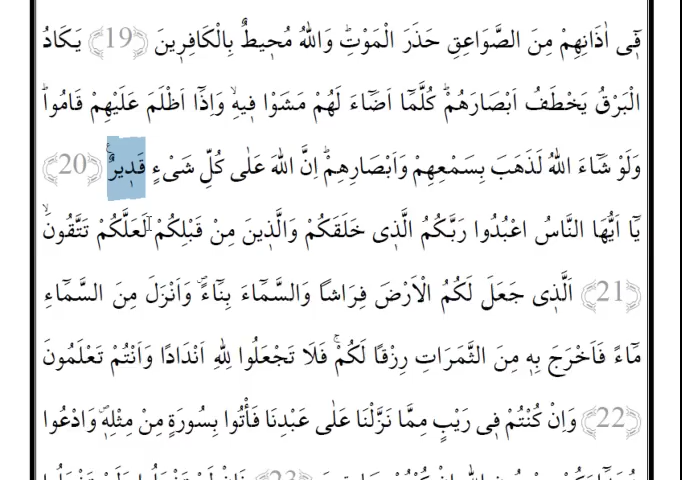 فٖٓى اٰذَانِهِمْ مِنَ الصَّوَاعِقِ حَذَرَ الْمَوْتِۜ وَاللّٰهُ مُحٖيطٌ بِالْكَافِرٖينَ ﴿19﴾ يَكَادُ
الْبَرْقُ يَخْطَفُ اَبْصَارَهُمْۜ كُلَّمَٓا اَضَٓاءَ لَهُمْ مَشَوْا فٖيهِۙ وَاِذَٓا اَظْلَمَ عَلَيْهِمْ قَامُواۜ
وَلَوْ شَٓاءَ اللّٰهُ لَذَهَبَ بِسَمْعِهِمْ وَاَبْصَارِهِمْۜ اِنَّ اللّٰهَ عَلٰى كُلِّ شَیْءٍ قَدٖيرٌࣖ ﴿20﴾
يَٓا اَيُّهَا النَّاسُ اعْبُدُوا رَبَّكُمُ الَّذٖى خَلَقَكُمْ وَالَّذٖينَ مِنْ قَبْلِكُمْ لَعَلَّكُمْ تَتَّقُونَۙ
﴿21﴾ اَلَّذٖى جَعَلَ لَكُمُ الْاَرْضَ فِرَاشًا وَالسَّمَٓاءَ بِنَٓاءًۖ وَاَنْزَلَ مِنَ السَّمَٓاءِ
مَٓاءً فَاَخْرَجَ بِهٖ مِنَ الثَّمَرَاتِ رِزْقًا لَكُمْۚ فَلَا تَجْعَلُوا لِلّٰهِ اَنْدَادًا وَاَنْتُمْ تَعْلَمُونَ
﴿22﴾ وَاِنْ كُنْتُمْ فٖى رَيْبٍ مِمَّا نَزَّلْنَا عَلٰى عَبْدِنَا فَأْتُوا بِسُورَةٍ مِنْ مِثْلِهٖۖ وَادْعُوا